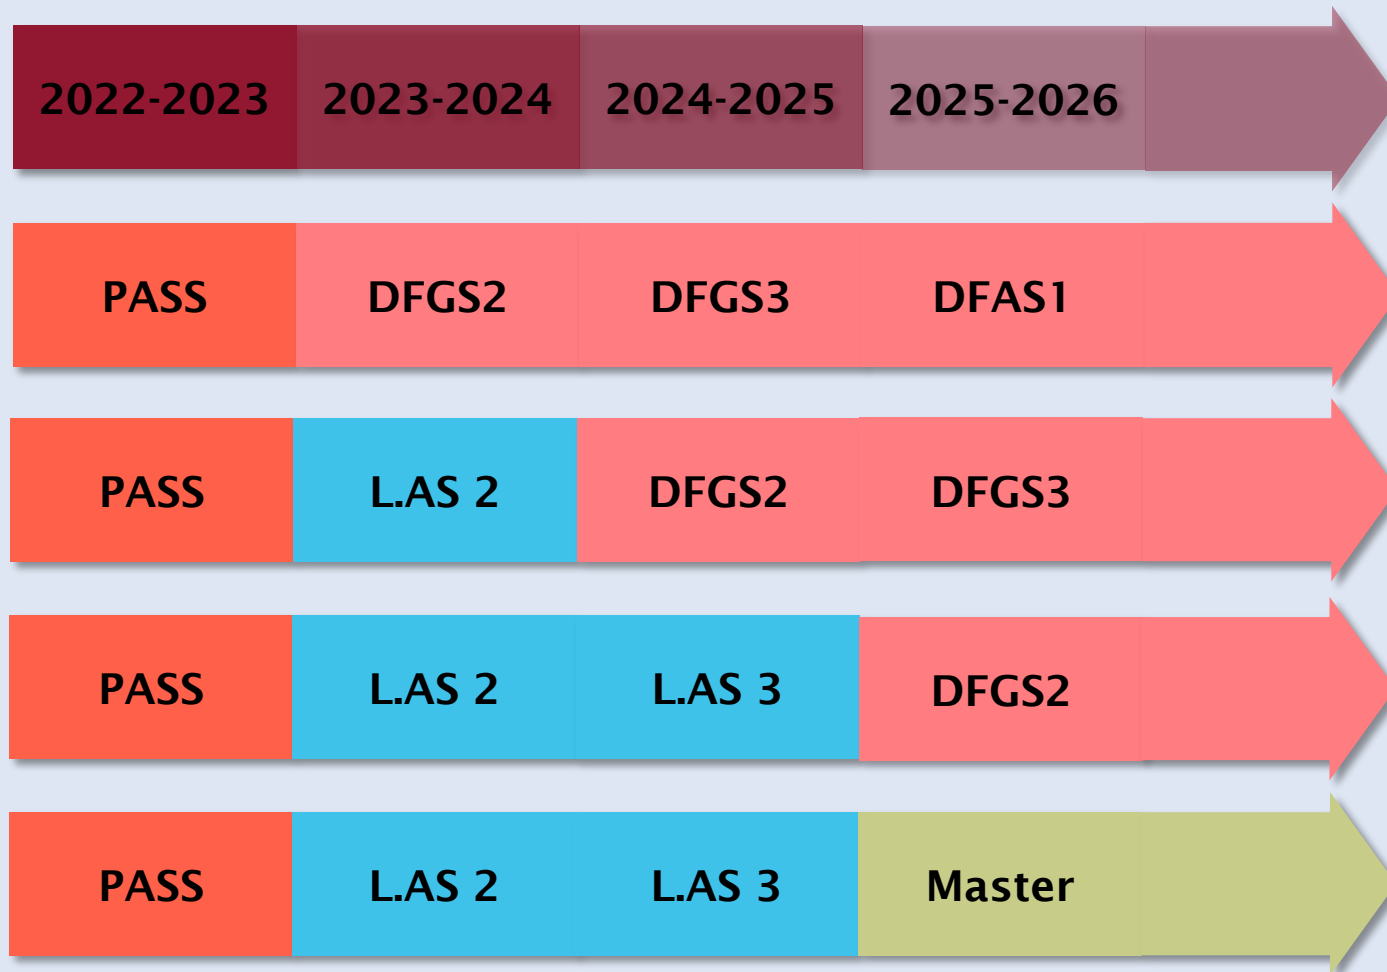 2022-2023 2023-2024 2024-2025 2025-2026
PASS DFGS2 DFGS3 DFAS1
PASS L.AS 2 DFGS2 DFGS3
PASS L.AS 2 L.AS 3 DFGS2
PASS L.AS 2 L.AS 3 Master